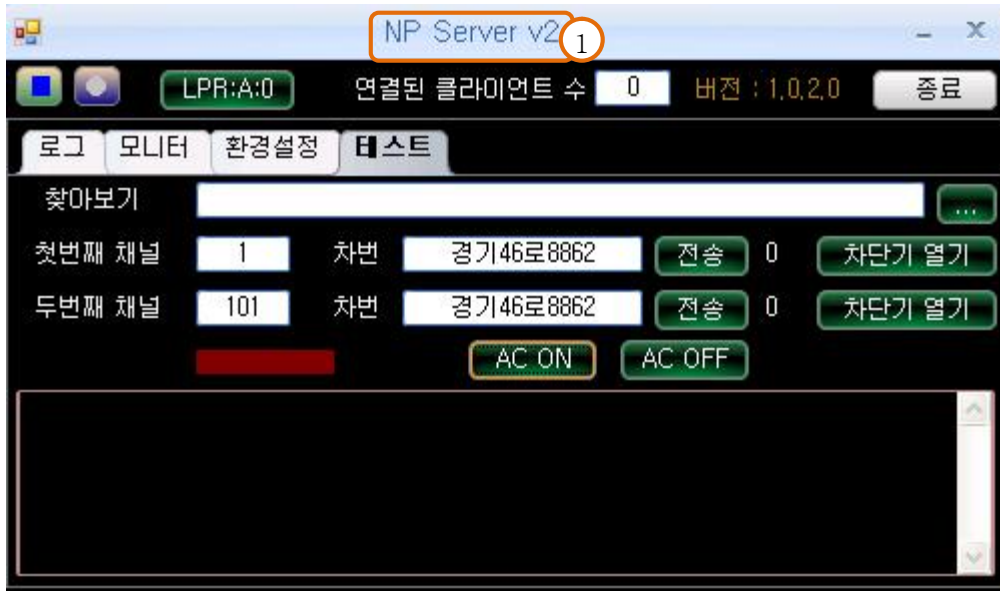 NP Server v2
1
LPR:A:0 연결된 클라이언트 수 0 버전 : 1,0,2,0 종료
로그 모니터 환경설정 테스트
찾아보기 ...
첫번째 채널 1 차번 경기46로8862 전송 0 차단기 열기
두번째 채널 101 차번 경기46로8862 전송 0 차단기 열기
AC ON AC OFF